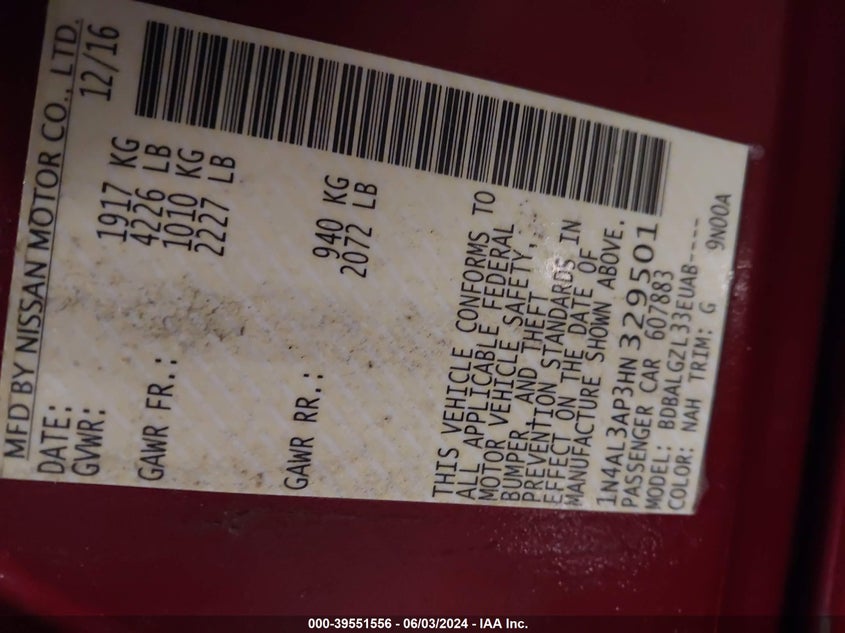 MFD BY NISSAN MOTOR CO., LTD.
DATE: 12/16
GVWR: 1917 KG
4226 LB
GAWR FR.: 1010 KG
2227 LB
GAWR RR.: 940 KG
2072 LB
THIS VEHICLE CONFORMS TO
ALL APPLICABLE FEDERAL
MOTOR VEHICLE SAFETY,
BUMPER, AND THEFT
PREVENTION STANDARDS IN
EFFECT ON THE DATE OF
MANUFACTURE SHOWN ABOVE.
1N4AL3AP3HN329501
PASSENGER CAR 607883
MODEL: BDBALGZL33EUAB----
COLOR: NAH TRIM: G 9N00A
000-39551556 - 06/03/2024 - IAA Inc.